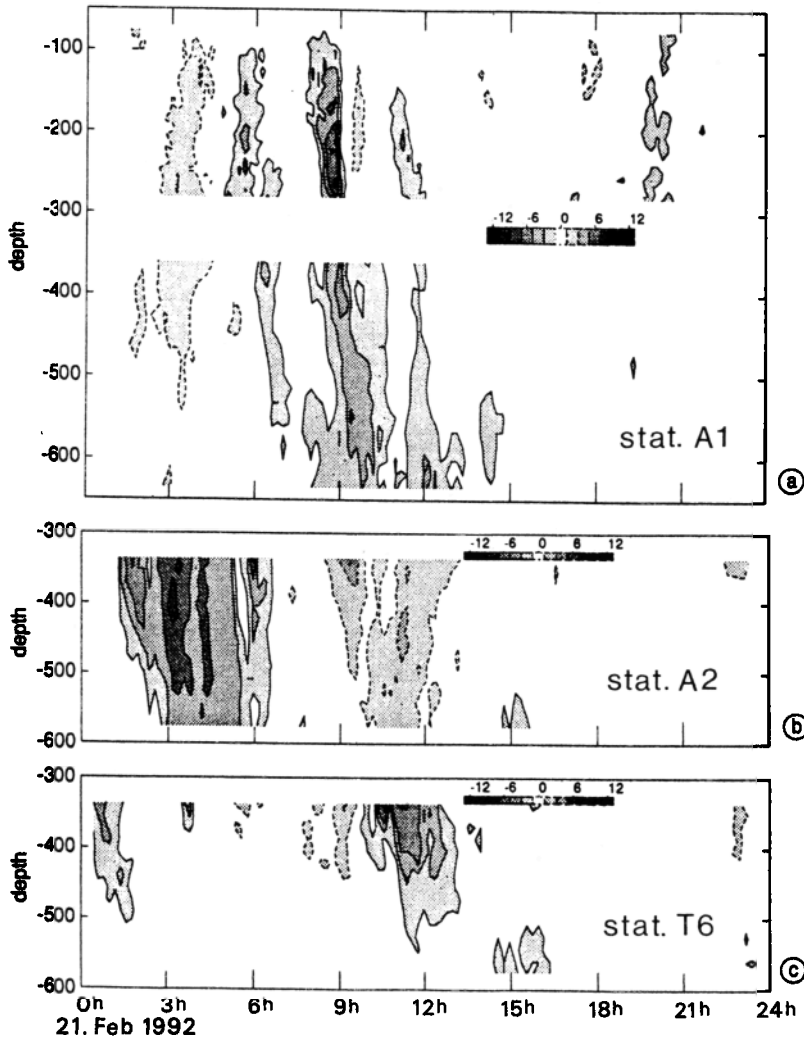 -100
-200
-300
-400
-500
-600
depth
-12 -6 0 6 12
stat. A1
a
-300
-400
-500
-600
depth
-12 -6 0 6 12
stat. A2
b
-300
-400
-500
-600
depth
-12 -6 0 6 12
stat. T6
c
0h 3h 6h 9h 12h 15h 18h 21h 24h
21. Feb 1992